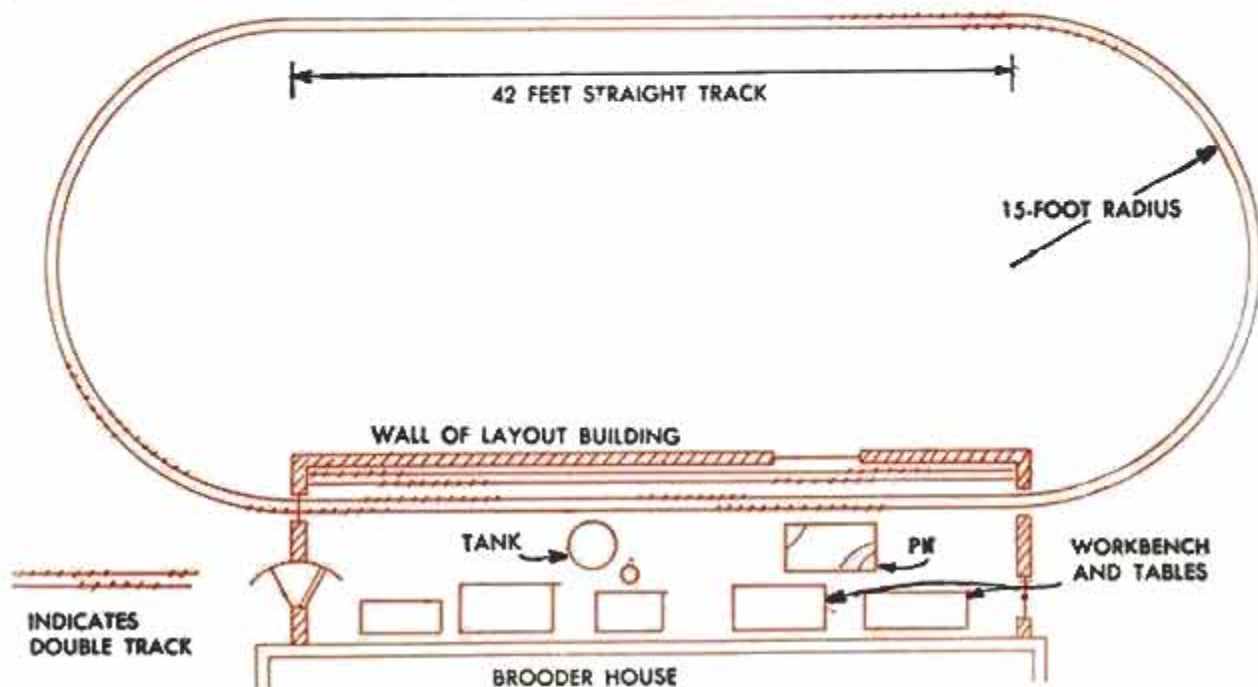 42 FEET STRAIGHT TRACK
15-FOOT RADIUS
WALL OF LAYOUT BUILDING
TANK
PN
WORKBENCH
AND TABLES
INDICATES
DOUBLE TRACK
BROODER HOUSE